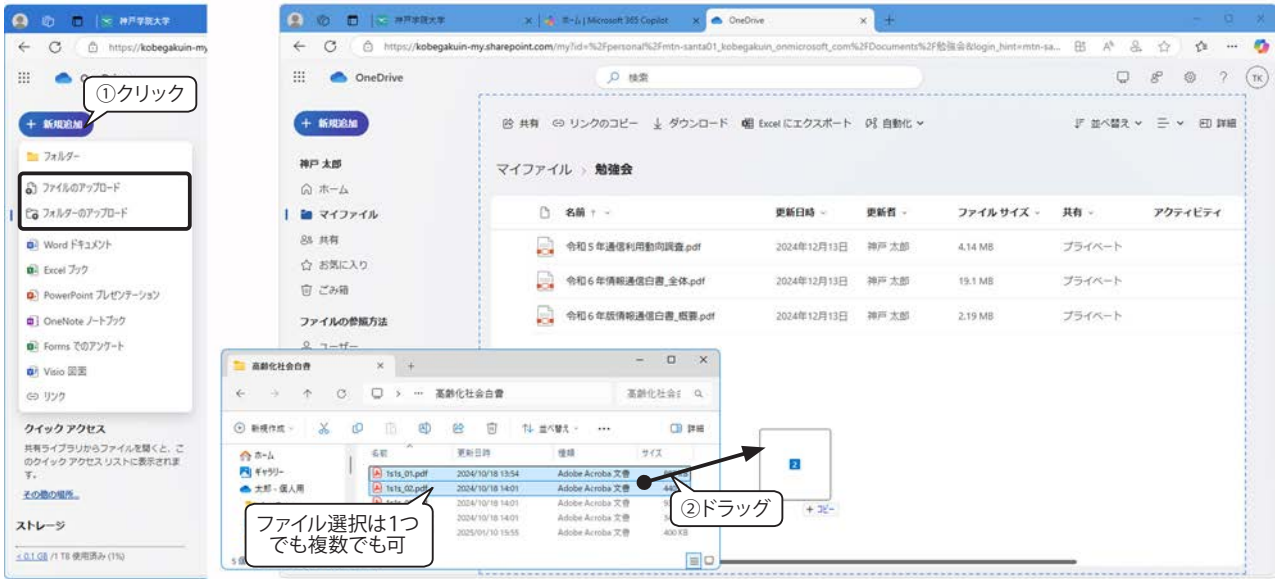 神戸学院大学
https://kobegakuin-my
①クリック
+ 新規追加
フォルダー
ファイルのアップロード
フォルダーのアップロード
Word ドキュメント
Excel ブック
PowerPoint プレゼンテーション
OneNote ノートブック
Forms でのアンケート
Visio 図面
リンク
クイック アクセス
共有ライブラリからファイルを開くと、こ
のクイック アクセス リストに表示されま
す。
その他の場所...
ストレージ
< 0.1 GB /1 TB 使用済み (1%)
神戸学院大学
ホーム | Microsoft 365 Copilot
OneDrive
https://kobegakuin-my.sharepoint.com/my?id=%2Fpersonal%2Fmtn-santa01_kobegakuin_onmicrosoft_com%2FDocuments%2F勉強会&login_hint=mtn-sa...
OneDrive
検索
TK
+ 新規追加
共有 リンクのコピー ダウンロード Excel にエクスポート 自動化
並べ替え 詳細
神戸 太郎
ホーム
マイファイル
共有
お気に入り
ごみ箱
ファイルの参照方法
ユーザー
マイファイル > 勉強会
名前 更新日時 更新者 ファイル サイズ 共有 アクティビティ
令和5年通信利用動向調査.pdf 2024年12月13日 神戸 太郎 4.14 MB プライベート
令和6年情報通信白書_全体.pdf 2024年12月13日 神戸 太郎 19.1 MB プライベート
令和6年版情報通信白書_概要.pdf 2024年12月13日 神戸 太郎 2.19 MB プライベート
高齢化社会白書
高齢化社会白書
新規作成 並べ替え 詳細
ホーム
ギャラリー
太郎 - 個人用
名前 更新日時 種類 サイズ
1s1s_01.pdf 2024/10/18 13:54 Adobe Acroba 文書
1s1s_02.pdf 2024/10/18 14:01 Adobe Acroba 文書
2024/10/18 14:01 Adobe Acroba 文書
2024/10/18 14:01 Adobe Acroba 文書
2025/01/10 15:55 Adobe Acroba 文書 400 KB
ファイル選択は1つ
でも複数でも可
②ドラッグ
2
+ コピー